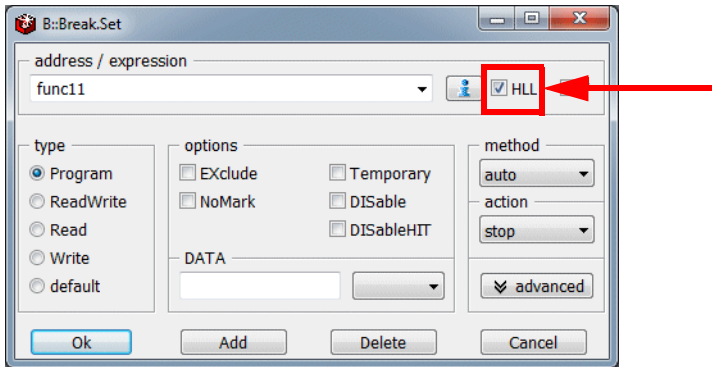 B::Break.Set
address / expression
func11
HLL
type
Program
ReadWrite
Read
Write
default
options
EXclude
Temporary
NoMark
DISable
DISableHIT
DATA
method
auto
action
stop
advanced
Ok
Add
Delete
Cancel